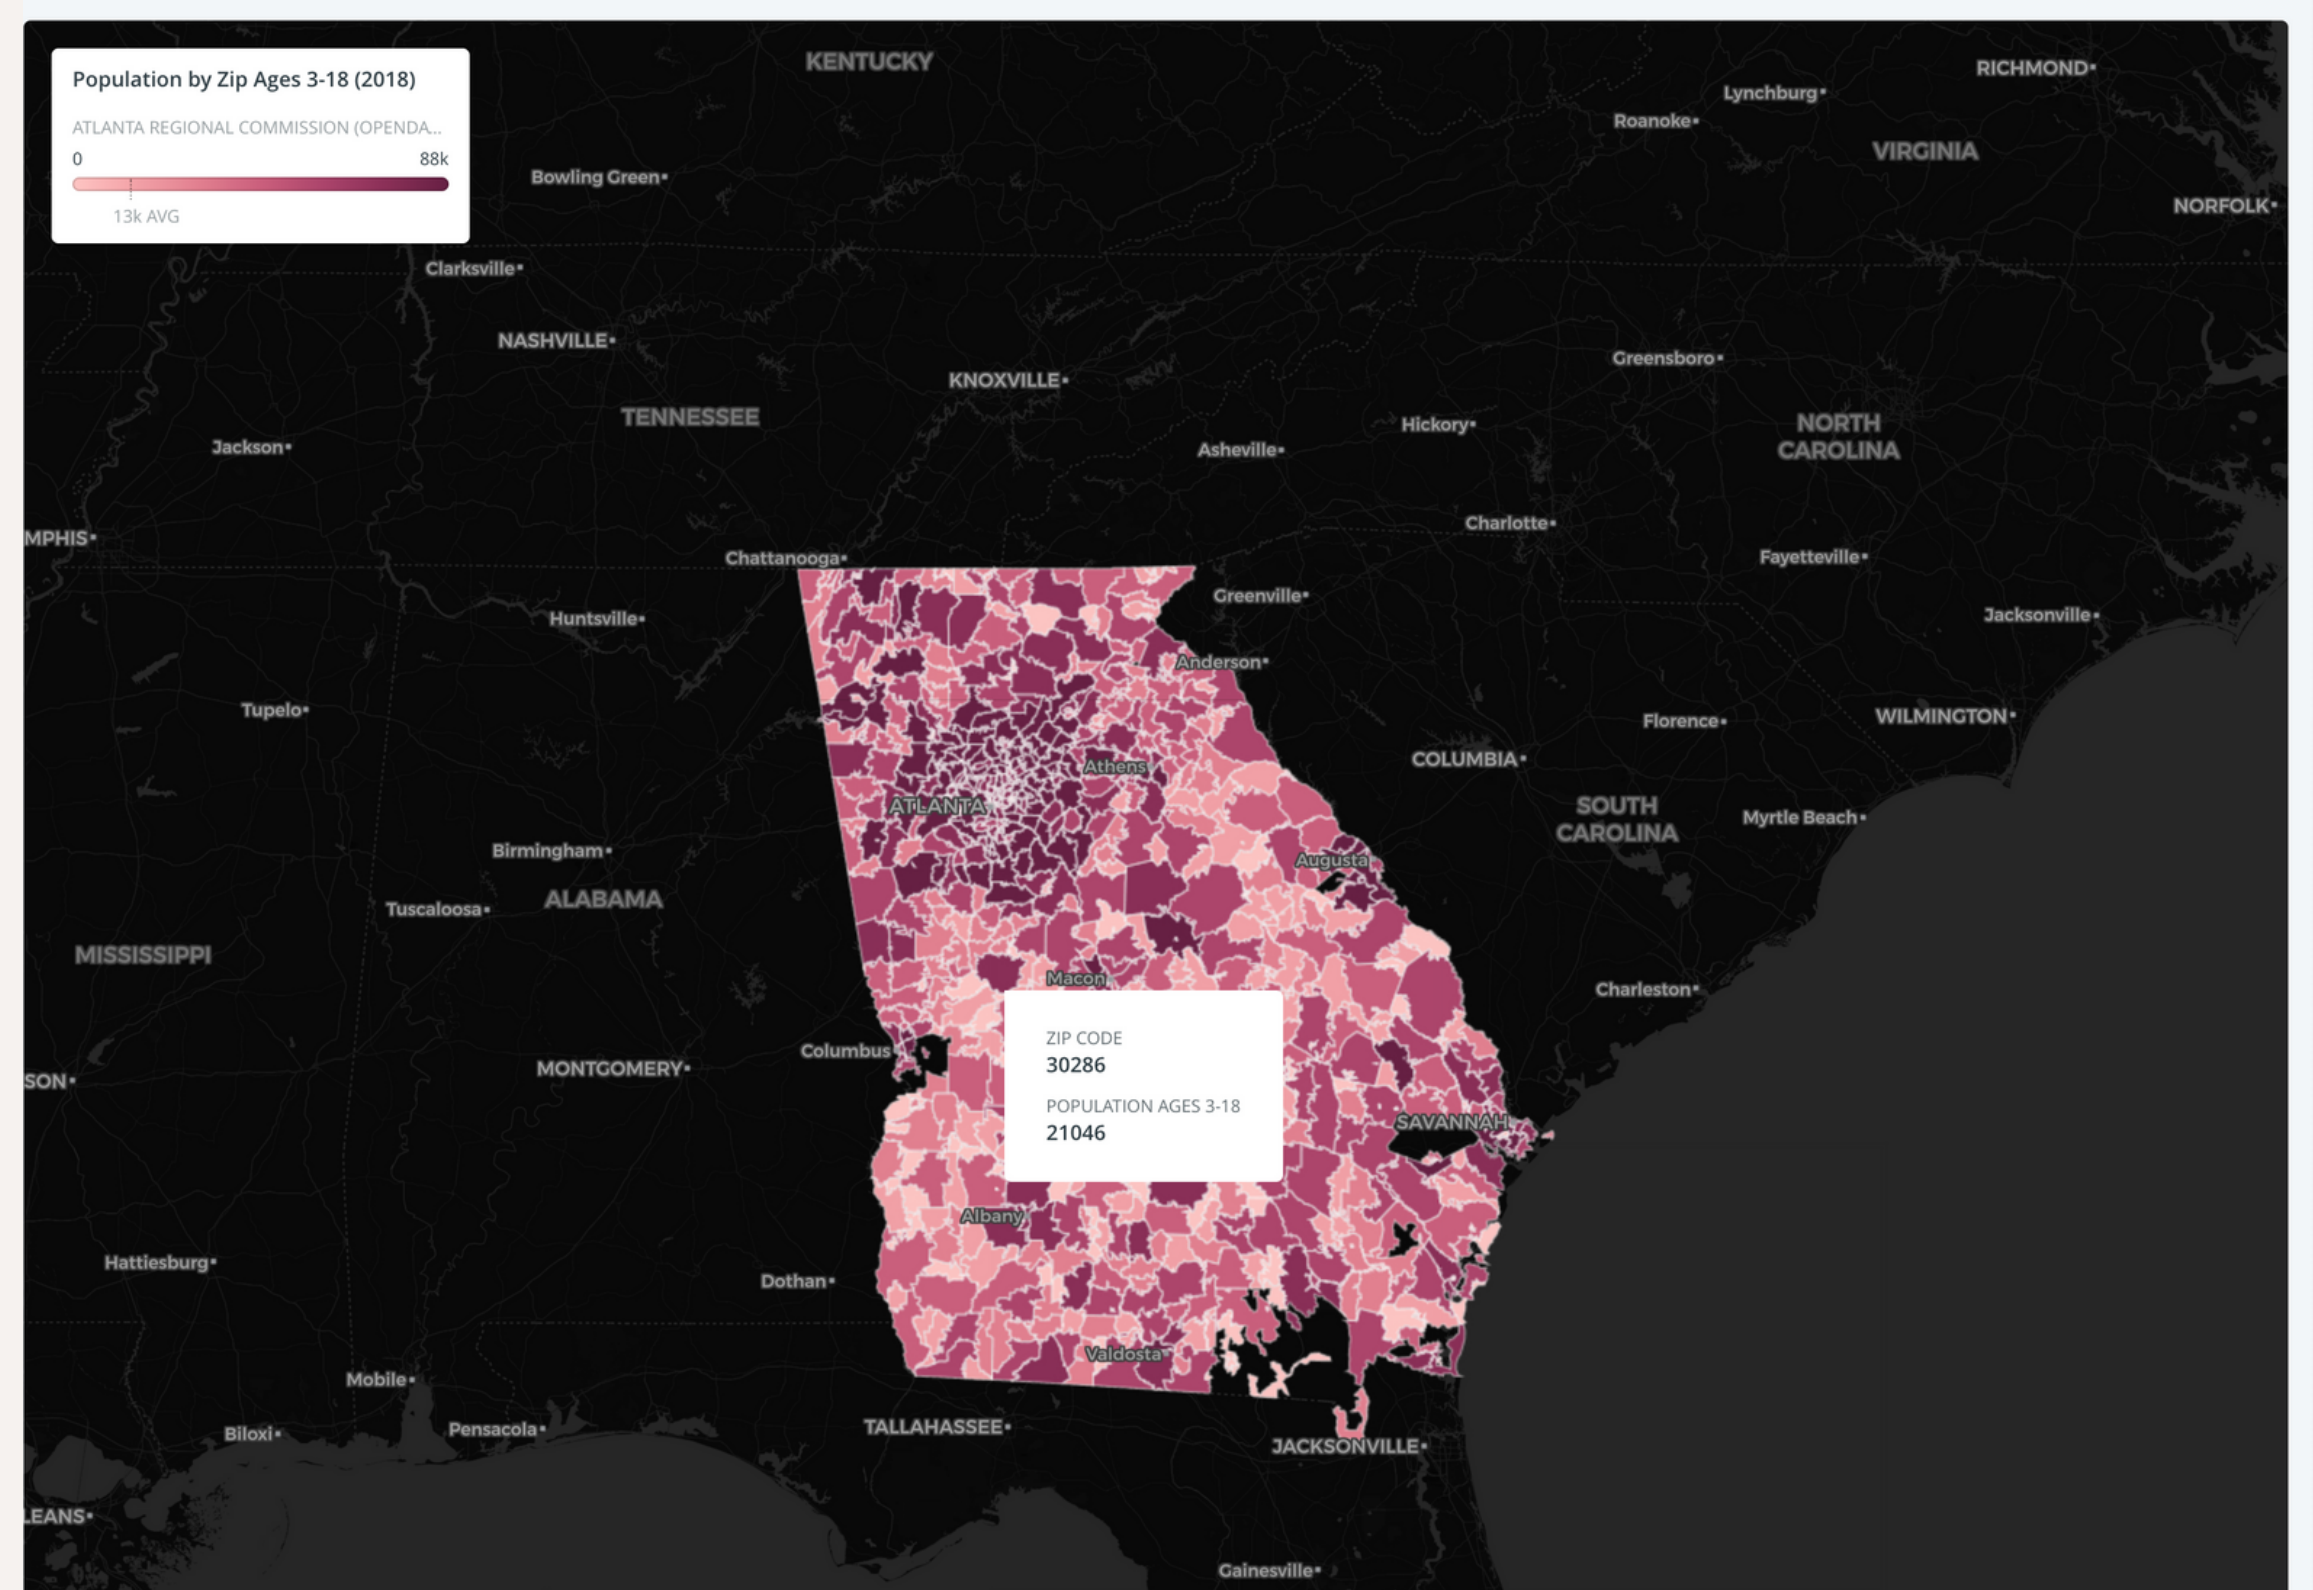 Population by Zip Ages 3-18 (2018)
ATLANTA REGIONAL COMMISSION (OPENDA...
0 88k
13k AVG
KENTUCKY
RICHMOND
Lynchburg
Roanoke
VIRGINIA
Bowling Green
NORFOLK
Clarksville
NASHVILLE
Greensboro
KNOXVILLE
TENNESSEE
NORTH
CAROLINA
Hickory
Jackson
Asheville
Charlotte
MPHIS
Chattanooga
Fayetteville
Greenville
Huntsville
Jacksonville
Anderson
Tupelo
Florence
WILMINGTON
COLUMBIA
Athens
ATLANTA
SOUTH
CAROLINA
Myrtle Beach
Birmingham
Augusta
ALABAMA
Tuscaloosa
MISSISSIPPI
Macon
Charleston
ZIP CODE
30286
POPULATION AGES 3-18
21046
Columbus
MONTGOMERY
SON
SAVANNAH
Albany
Hattiesburg
Dothan
Valdosta
Mobile
TALLAHASSEE
Pensacola
Biloxi
JACKSONVILLE
LEANS
Gainesville